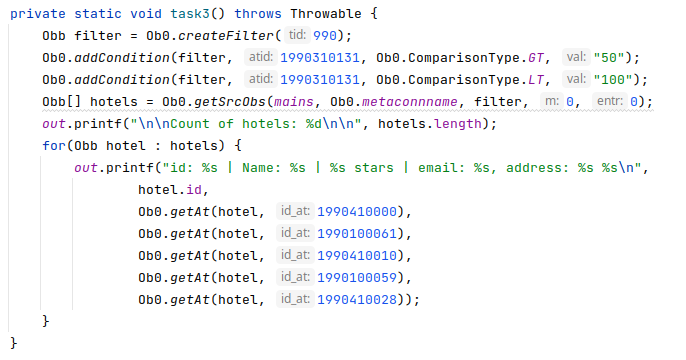 private static void task3() throws Throwable {
    Obb filter = Ob0.createFilter( tid: 990);
    Ob0.addCondition(filter, atid: 1990310131, Ob0.ComparisonType.GT, val: "50");
    Ob0.addCondition(filter, atid: 1990310131, Ob0.ComparisonType.LT, val: "100");
    Obb[] hotels = Ob0.getSrcObs(mains, Ob0.metaconnname, filter, m: 0, entr: 0);
    out.printf("\n\nCount of hotels: %d\n\n", hotels.length);
    for(Obb hotel : hotels) {
        out.printf("id: %s | Name: %s | %s stars | email: %s, address: %s %s\n",
                hotel.id,
                Ob0.getAt(hotel, id_at: 1990410000),
                Ob0.getAt(hotel, id_at: 1990100061),
                Ob0.getAt(hotel, id_at: 1990410010),
                Ob0.getAt(hotel, id_at: 1990100059),
                Ob0.getAt(hotel, id_at: 1990410028));
    }
}